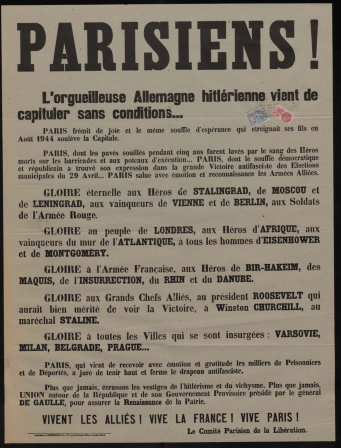 PARISIENS !
L'orgueilleuse Allemagne hitlérienne vient de
capituler sans conditions...
PARIS frémit de joie et le même souffle d'espérance qui étreignait ses fils en
Août 1944 soulève la Capitale.
PARIS, dont les pavés souillés pendant cinq ans furent lavés par le sang des Héros
morts sur les barricades et aux poteaux d'exécution... PARIS, dont le souffle démocratique
et républicain a trouvé son expression dans la grande Victoire antifasciste des Elections
municipales du 29 Avril... PARIS salue avec émotion et reconnaissance les Armées Alliées.
GLOIRE éternelle aux Héros de STALINGRAD, de MOSCOU et
de LENINGRAD, aux vainqueurs de VIENNE et de BERLIN, aux Soldats
de l'Armée Rouge.
GLOIRE au peuple de LONDRES, aux Héros d'AFRIQUE, aux
vainqueurs du mur de l'ATLANTIQUE, à tous les hommes d'EISENHOWER
et de MONTGOMÉRY.
GLOIRE à l'Armée Française, aux Héros de BIR-HAKEIM, des
MAQUIS, de l'INSURRECTION, du RHIN et du DANUBE.
GLOIRE aux Grands Chefs Alliés, au président ROOSEVELT qui
aurait bien mérité de voir la Victoire, à Winston CHURCHILL, au
maréchal STALINE.
GLOIRE à toutes les Villes qui se sont insurgées : VARSOVIE,
MILAN, BELGRADE, PRAGUE...
PARIS, qui vient de recevoir avec émotion et gratitude les milliers de Prisonniers
et de Déportés, a juré de tenir haut et ferme le drapeau antifasciste.
Plus que jamais, écrasons les vestiges de l'hitlérisme et du vichysme. Plus que jamais,
UNION autour de la République et de son Gouvernement Provisoire présidé par le général
DE GAULLE, pour assurer la Renaissance de la Patrie.
VIVENT LES ALLIÉS ! VIVE LA FRANCE ! VIVE PARIS !
Le Comité Parisien de la Libération.